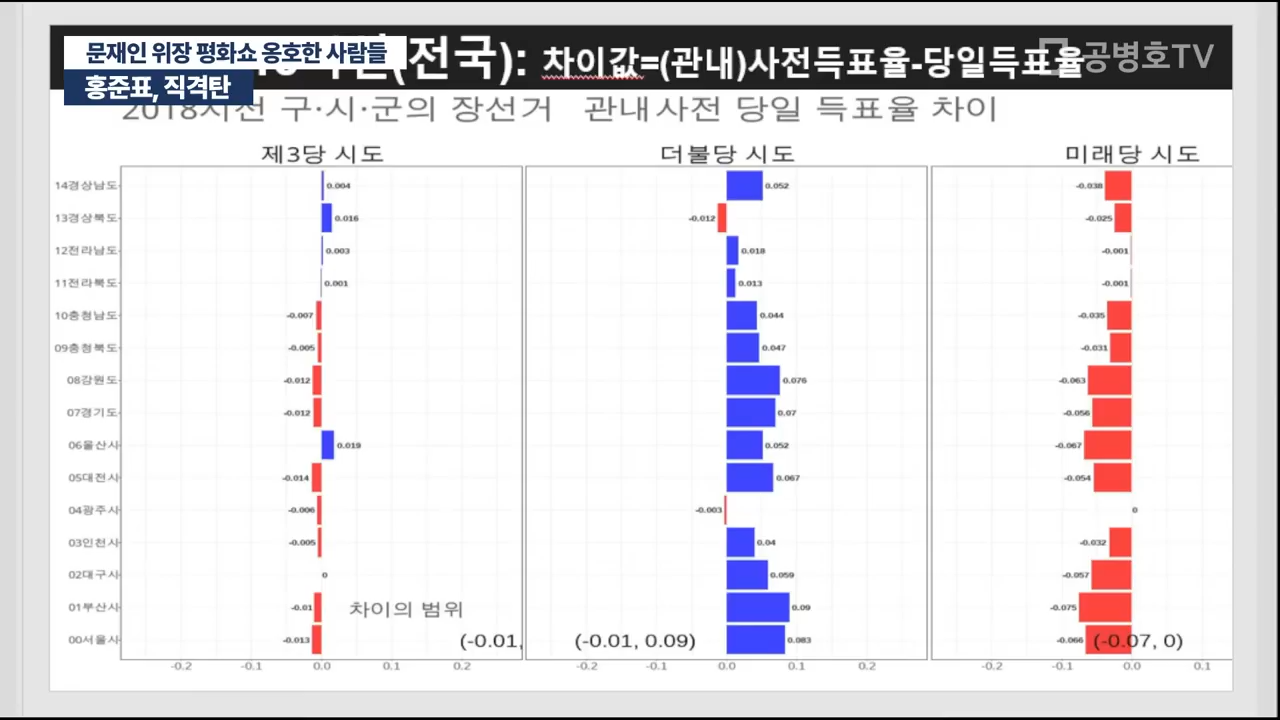 문재인 위장 평화쇼 옹호한 사람들
홍준표, 직격탄
(전국): 차이값=(관내)사전득표율-당일득표율
공병호TV
2018시전 구·시·군의 장선거 관내사전 당일 득표율 차이
제3당 시도 더불당 시도 미래당 시도
14경상남도 0.004 0.052 -0.038
13경상북도 0.016 -0.012 -0.025
12전라남도 0.003 0.018 -0.001
11전라북도 0.001 0.013 -0.001
10충청남도 -0.007 0.044 -0.035
09충청북도 -0.005 0.047 -0.031
08강원도 -0.012 0.076 -0.063
07경기도 -0.012 0.07 -0.056
06울산시 0.019 0.052 -0.067
05대전시 -0.014 0.067 -0.054
04광주시 -0.006 -0.003 0
03인천시 -0.005 0.04 -0.032
02대구시 0 0.059 -0.057
01부산시 -0.01 차이의 범위 0.09 -0.075
00서울시 -0.013 (-0.01, (-0.01, 0.09) 0.083 -0.066 (-0.07, 0)
-0.2 -0.1 0.0 0.1 0.2 -0.2 -0.1 0.0 0.1 0.2 -0.2 -0.1 0.0 0.1